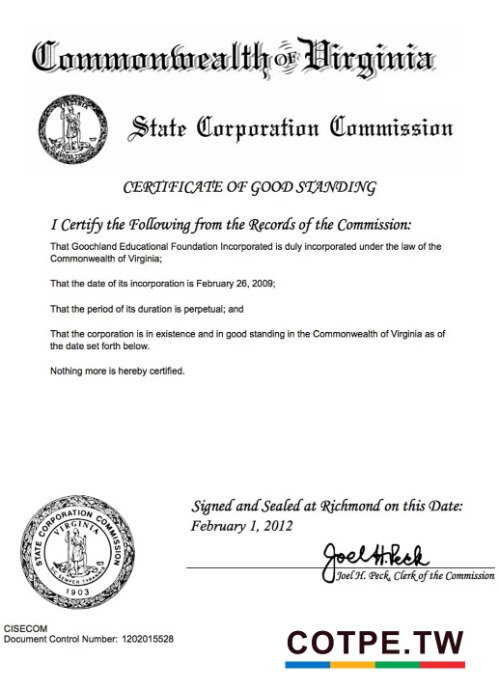 Commonwealth OF Virginia
State Corporation Commission
CERTIFICATE OF GOOD STANDING
I Certify the Following from the Records of the Commission:
That Goochland Educational Foundation Incorporated is duly incorporated under the law of the
Commonwealth of Virginia;
That the date of its incorporation is February 26, 2009;
That the period of its duration is perpetual; and
That the corporation is in existence and in good standing in the Commonwealth of Virginia as of
the date set forth below.
Nothing more is hereby certified.
STATE CORPORATION COMMISSION
VIRGINIA
1903
Signed and Sealed at Richmond on this Date:
February 1, 2012
Joel H. Peck
Joel H. Peck, Clerk of the Commission
CISECOM
Document Control Number: 1202015528
COTPE.TW